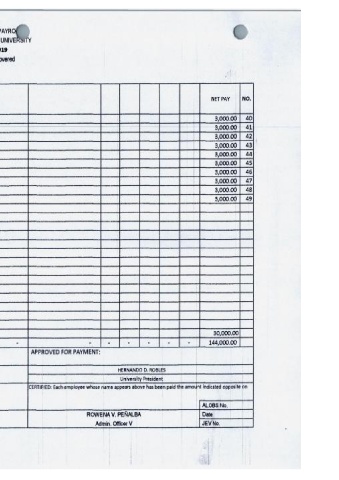 PAYRO
UNIVERSITY
019
overed
NET PAY NO.
3,000.00 40
3,000.00 41
3,000.00 42
3,000.00 43
3,000.00 44
3,000.00 45
3,000.00 46
3,000.00 47
3,000.00 48
3,000.00 49
30,000.00
- - - - - - - 144,000.00
APPROVED FOR PAYMENT:
HERNANDO D. ROBLES
University President
CERTIFIED: Each employee whose name appears above has been paid the amount indicated opposite on
ALOBS No.
ROWENA V. PEÑALBA Date
Admin. Officer V JEV No.